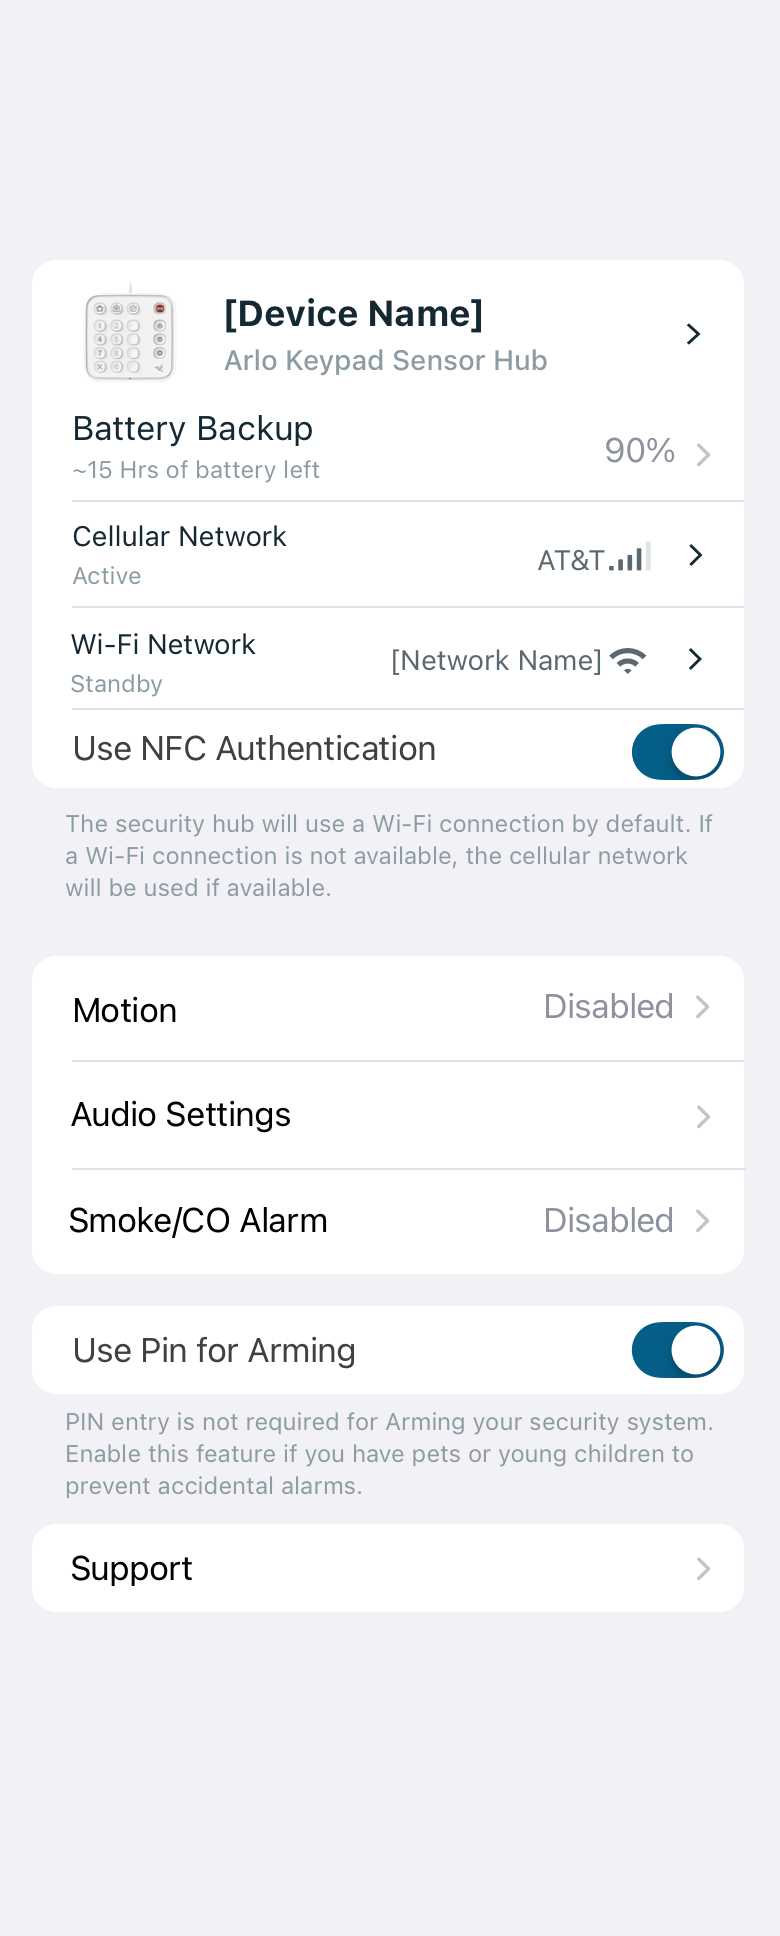 [Device Name]
Arlo Keypad Sensor Hub
Battery Backup
90%
~15 Hrs of battery left
Cellular Network
AT&T
Active
Wi-Fi Network
[Network Name]
Standby
Use NFC Authentication
The security hub will use a Wi-Fi connection by default. If
a Wi-Fi connection is not available, the cellular network
will be used if available.
Motion
Disabled
Audio Settings
Smoke/CO Alarm
Disabled
Use Pin for Arming
PIN entry is not required for Arming your security system.
Enable this feature if you have pets or young children to
prevent accidental alarms.
Support